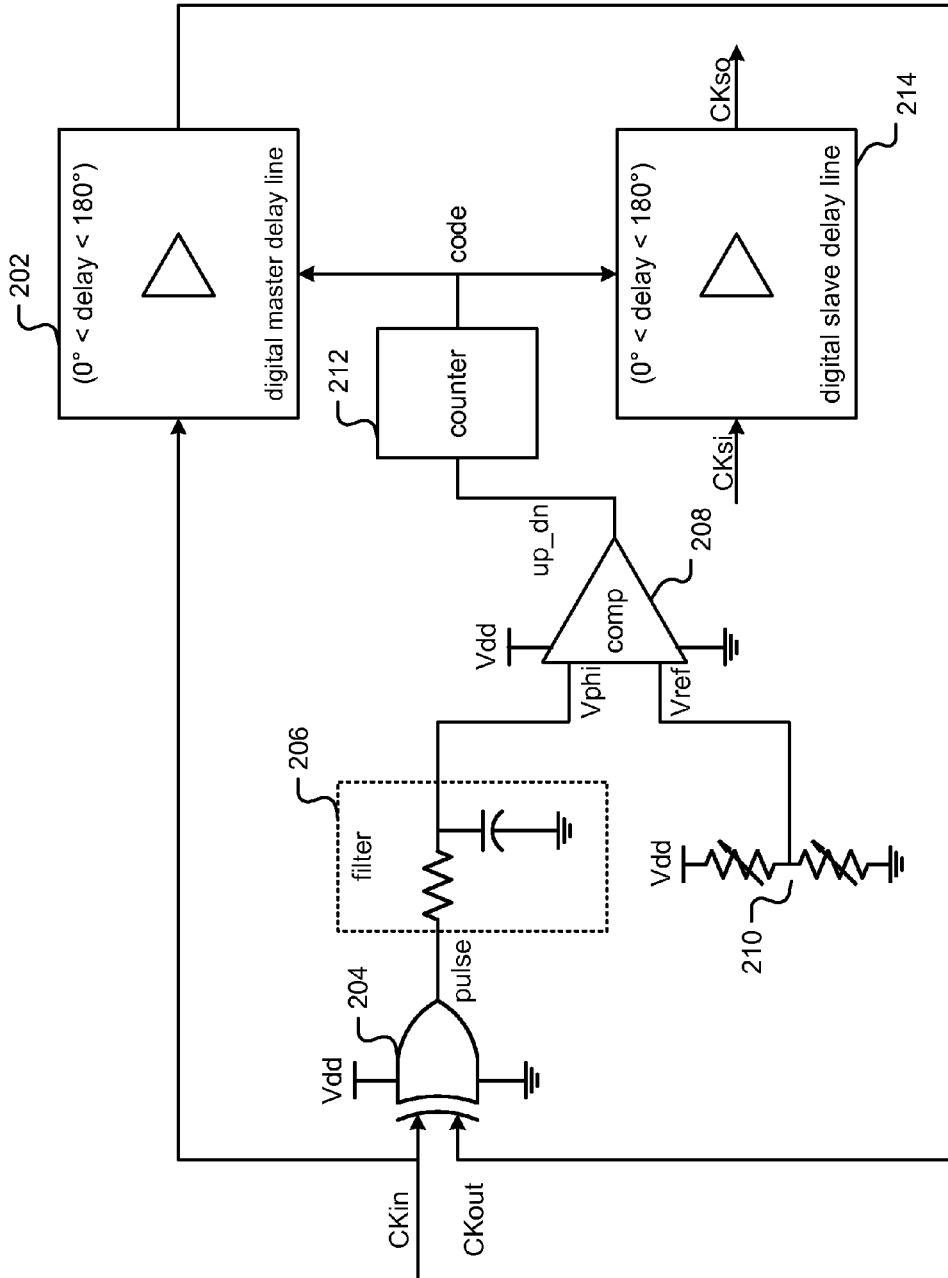 202
(0° < delay < 180°)
digital master delay line
212
counter
code
206
filter
204
Vdd
pulse
CKin
CKout
Vdd
Vphi
comp
Vref
up_dn
208
Vdd
210
CKsi
(0° < delay < 180°)
digital slave delay line
CKso
214